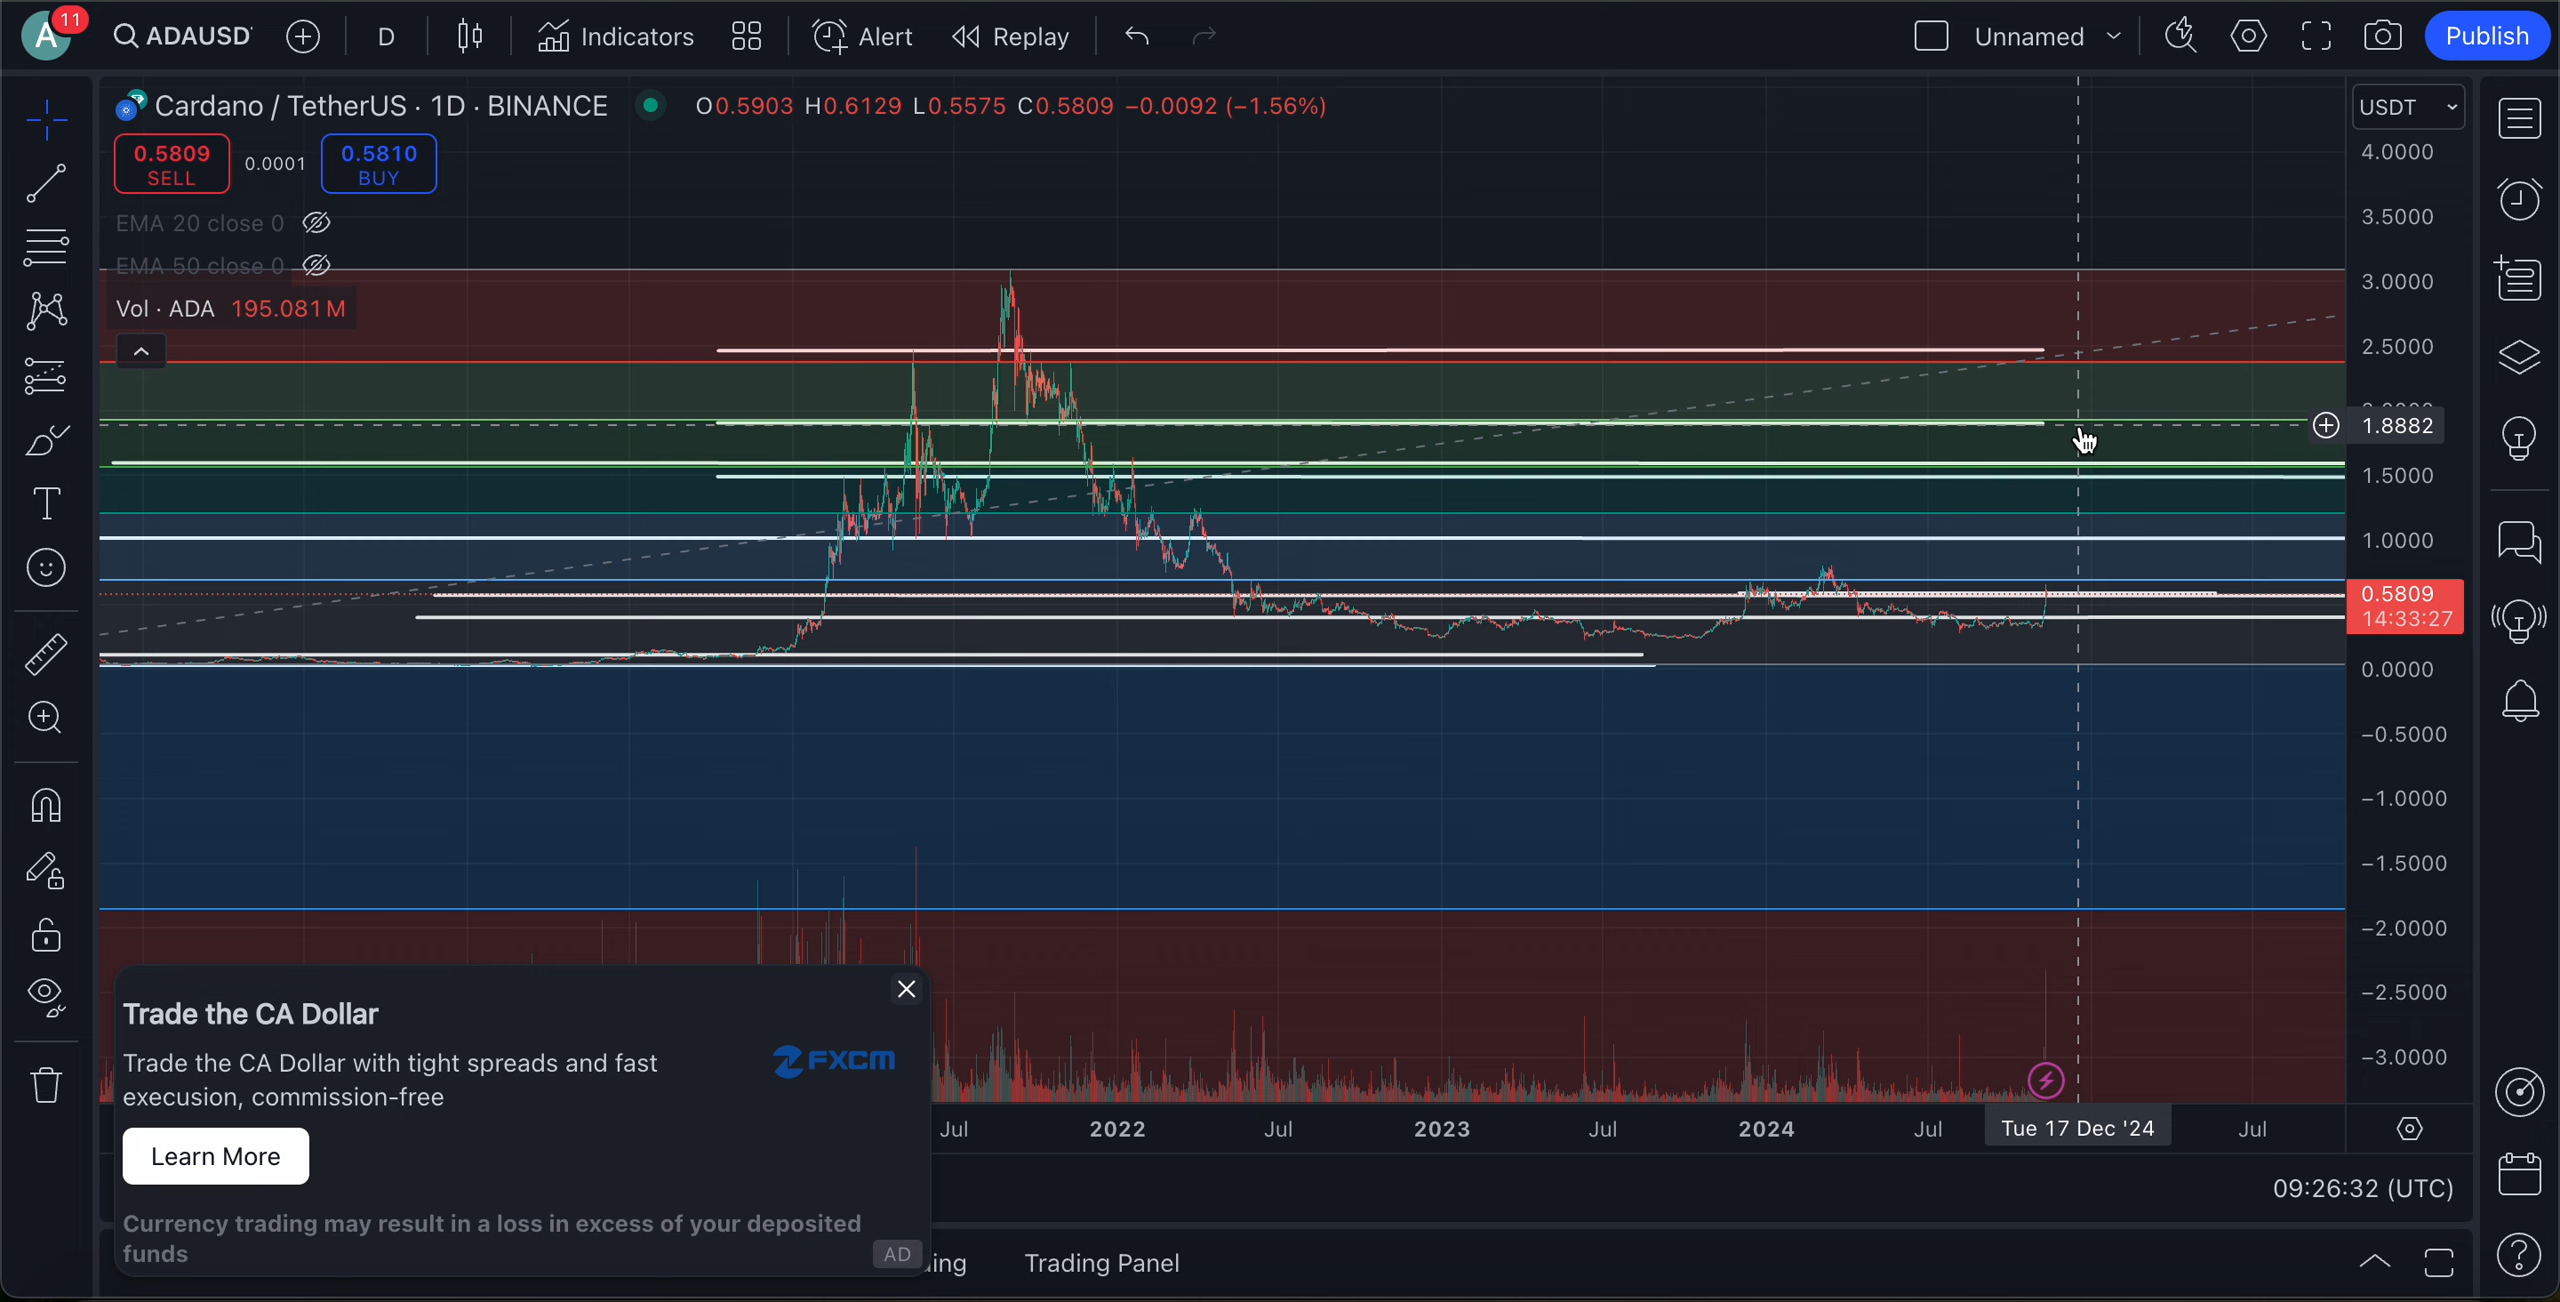 A 11 ADAUSD D Indicators Alert Replay Unnamed Publish
Cardano / TetherUS · 1D · BINANCE O0.5903 H0.6129 L0.5575 C0.5809 −0.0092 (−1.56%) USDT
0.5809 SELL 0.0001 0.5810 BUY
4.0000
3.5000
EMA 20 close 0
EMA 50 close 0
3.0000
Vol · ADA 195.081 M
2.5000
1.8882
1.5000
1.0000
0.5809
14:33:27
0.0000
−0.5000
−1.0000
−1.5000
−2.0000
−2.5000
−3.0000
Trade the CA Dollar
Trade the CA Dollar with tight spreads and fast
execusion, commission-free
FXCM
Learn More
Currency trading may result in a loss in excess of your deposited
funds
AD
Jul 2022 Jul 2023 Jul 2024 Jul Tue 17 Dec '24 Jul
09:26:32 (UTC)
ing Trading Panel